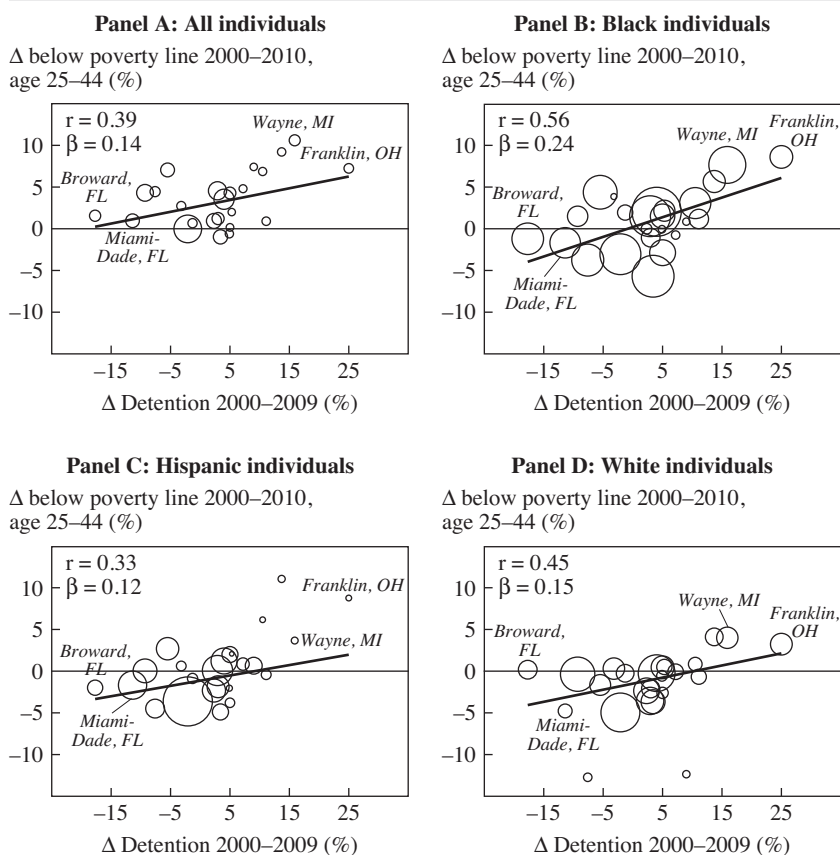 Panel A: All individuals
Δ below poverty line 2000–2010,
age 25–44 (%)
r = 0.39
β = 0.14
Wayne, MI
Franklin, OH
Broward,
FL
Miami-
Dade, FL
10
5
0
–5
–10
–15
–5
5
15
25
Δ Detention 2000–2009 (%)
Panel B: Black individuals
Δ below poverty line 2000–2010,
age 25–44 (%)
r = 0.56
β = 0.24
Wayne, MI
Franklin,
OH
Broward,
FL
Miami-
Dade, FL
10
5
0
–5
–10
–15
–5
5
15
25
Δ Detention 2000–2009 (%)
Panel C: Hispanic individuals
Δ below poverty line 2000–2010,
age 25–44 (%)
r = 0.33
β = 0.12
Franklin, OH
Wayne, MI
Broward,
FL
Miami-
Dade, FL
10
5
0
–5
–10
–15
–5
5
15
25
Δ Detention 2000–2009 (%)
Panel D: White individuals
Δ below poverty line 2000–2010,
age 25–44 (%)
r = 0.45
β = 0.15
Wayne, MI
Franklin,
OH
Broward,
FL
Miami-
Dade, FL
10
5
0
–5
–10
–15
–5
5
15
25
Δ Detention 2000–2009 (%)